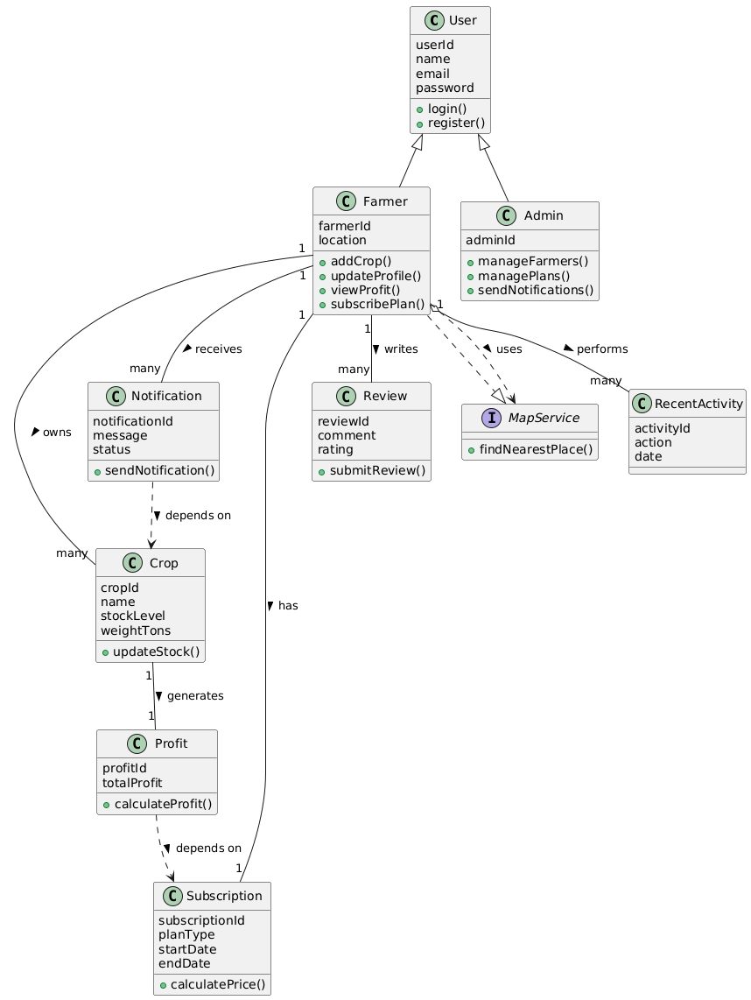 C User
userId
name
email
password
login()
register()
C Farmer
farmerId
location
addCrop()
updateProfile()
viewProfit()
subscribePlan()
C Admin
adminId
manageFarmers()
managePlans()
sendNotifications()
1
1
1
1
1
receives
writes
uses
performs
many
many
many
C Notification
notificationId
message
status
sendNotification()
C Review
reviewId
comment
rating
submitReview()
I MapService
findNearestPlace()
C RecentActivity
activityId
action
date
owns
depends on
many
C Crop
cropId
name
stockLevel
weightTons
updateStock()
has
1
generates
1
C Profit
profitId
totalProfit
calculateProfit()
depends on
1
C Subscription
subscriptionId
planType
startDate
endDate
calculatePrice()